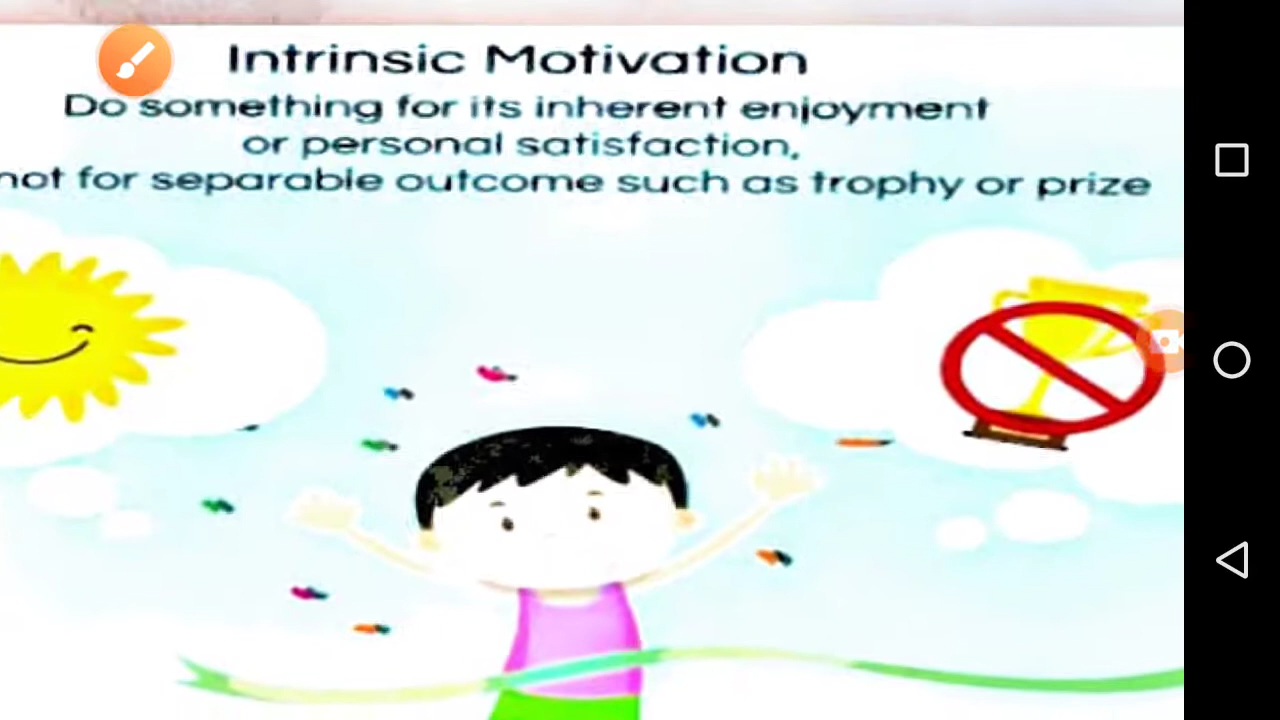 Intrinsic Motivation
Do something for its inherent enjoyment
or personal satisfaction,
not for separable outcome such as trophy or prize